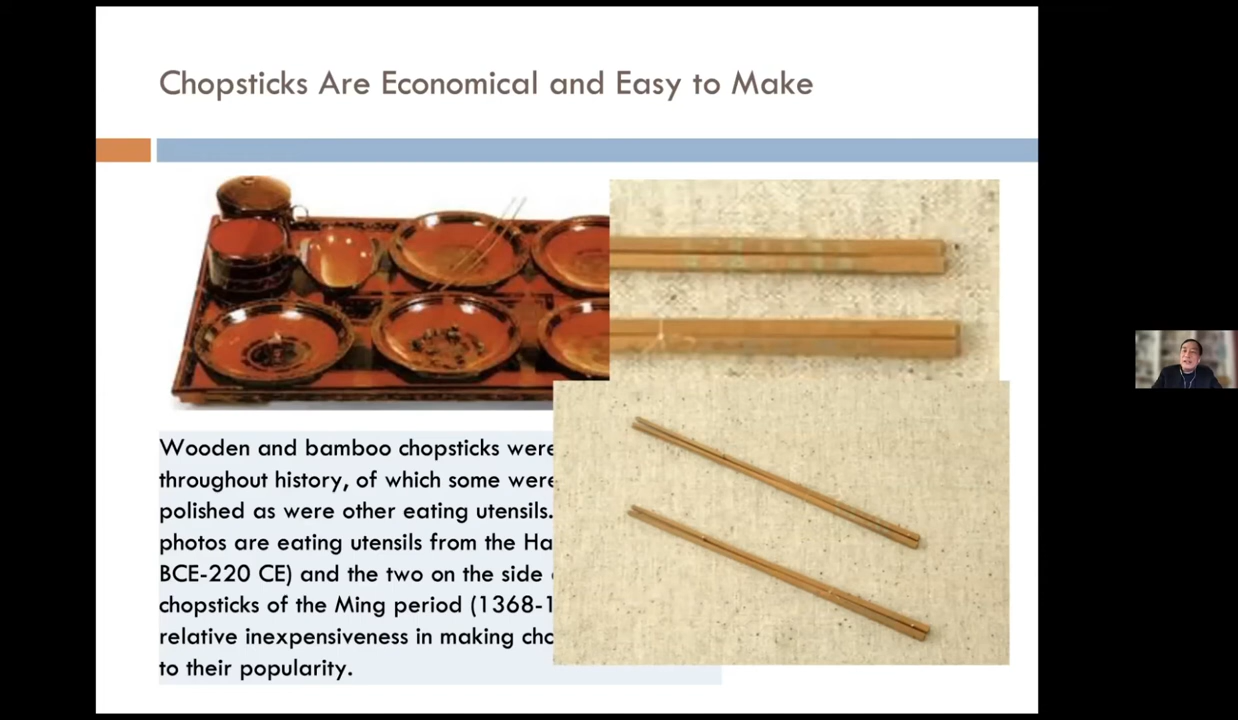 Chopsticks Are Economical and Easy to Make
Wooden and bamboo chopsticks were
throughout history, of which some were
polished as were other eating utensils.
photos are eating utensils from the Ha
BCE-220 CE) and the two on the side
chopsticks of the Ming period (1368-1
relative inexpensiveness in making cho
to their popularity.